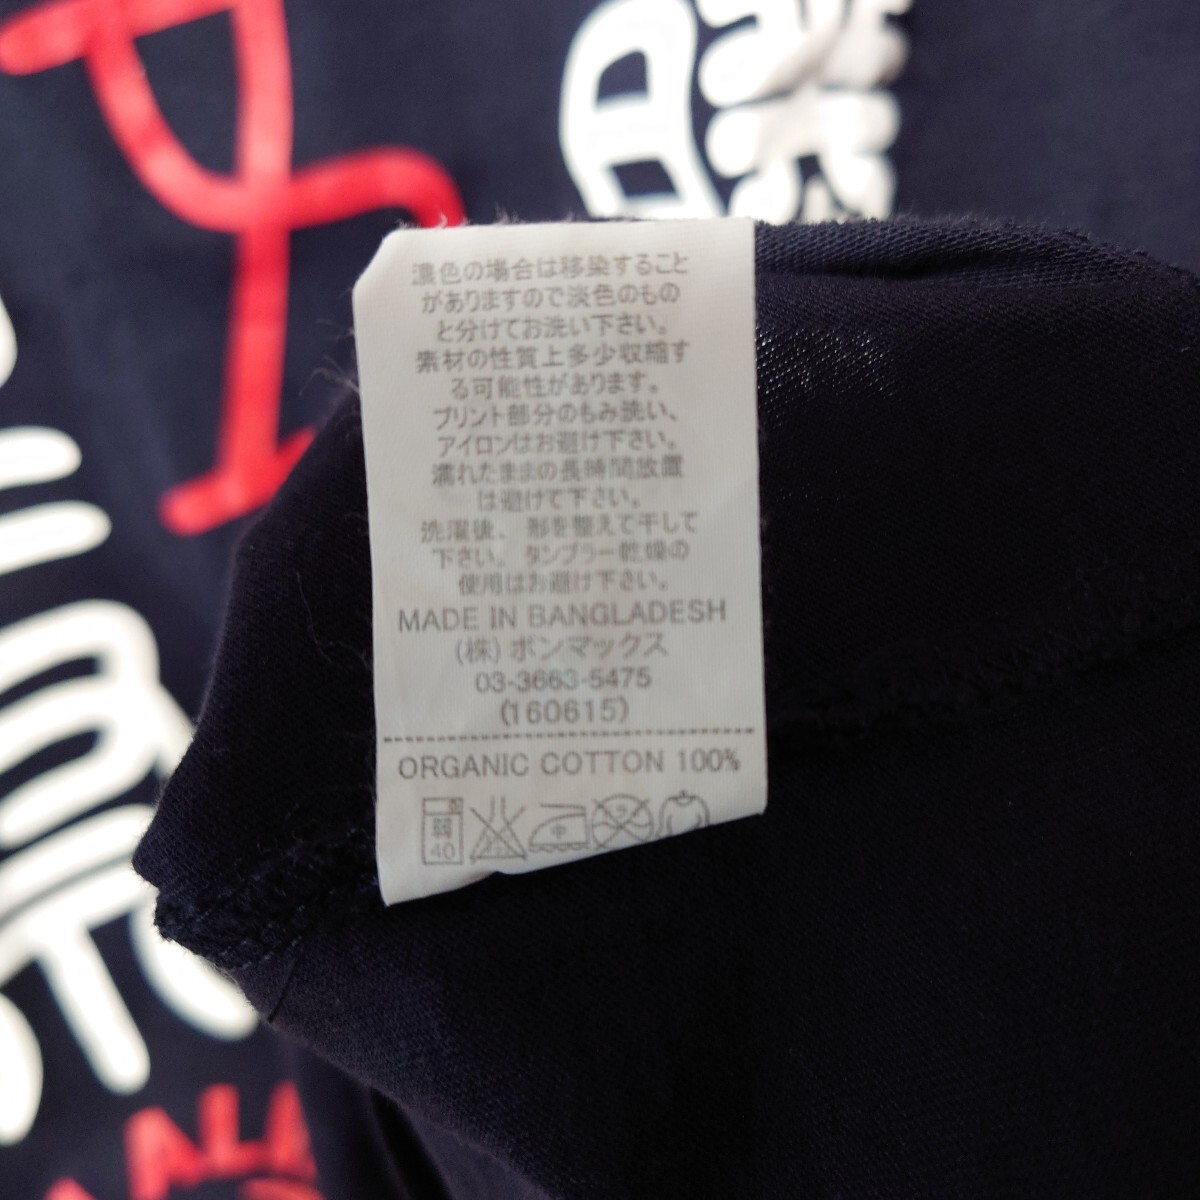 勝
濃色の場合は移染すること
がありますので淡色のもの
と分けてお洗い下さい。
素材の性質上多少収縮す
る可能性があります。
プリント部分のもみ洗い、
アイロンはお避け下さい。
濡れたままの長時間放置
は避けて下さい。
洗濯後、形を整えて干して
下さい。タンブラー乾燥の
使用はお避け下さい。
MADE IN BANGLADESH
(株)ボンマックス
03-3663-5475
(160615)
ORGANIC COTTON 100%
弱
40
中
ALL